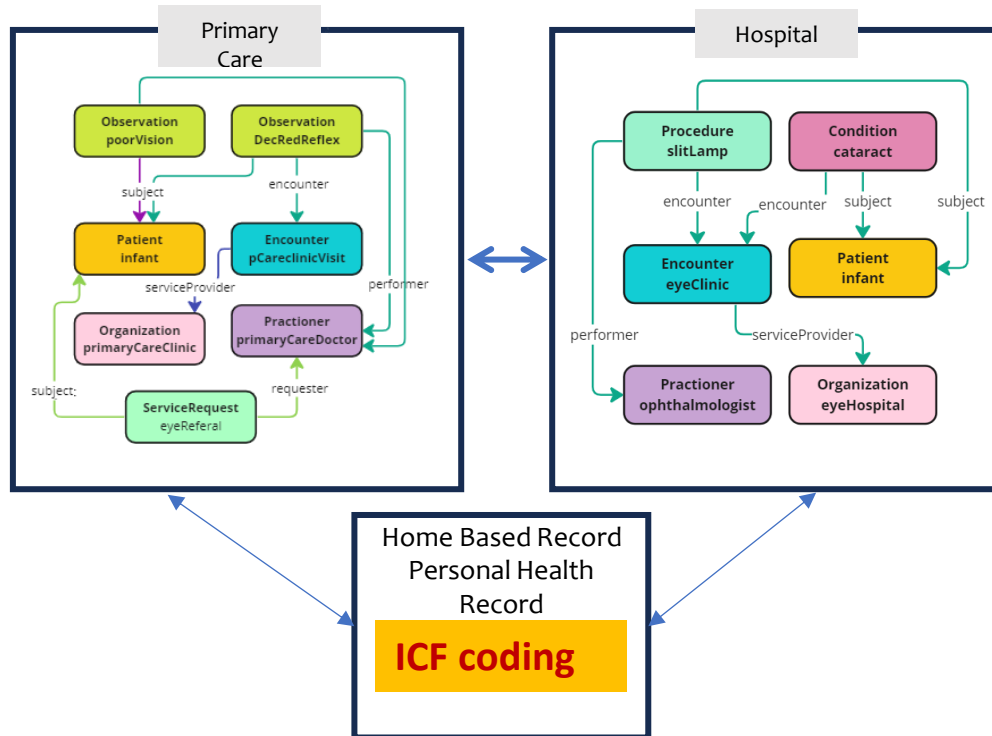 Primary
Care
Hospital
Observation
poorVision
Observation
DecRedReflex
subject
encounter
Patient
infant
Encounter
pCareclinicVisit
serviceProvider
performer
Organization
primaryCareClinic
Practioner
primaryCareDoctor
subject;
requester
ServiceRequest
eyeReferal
Procedure
slitLamp
Condition
cataract
encounter
encounter
subject
subject
Encounter
eyeClinic
Patient
infant
performer
serviceProvider
Practioner
ophthalmologist
Organization
eyeHospital
Home Based Record
Personal Health
Record
ICF coding